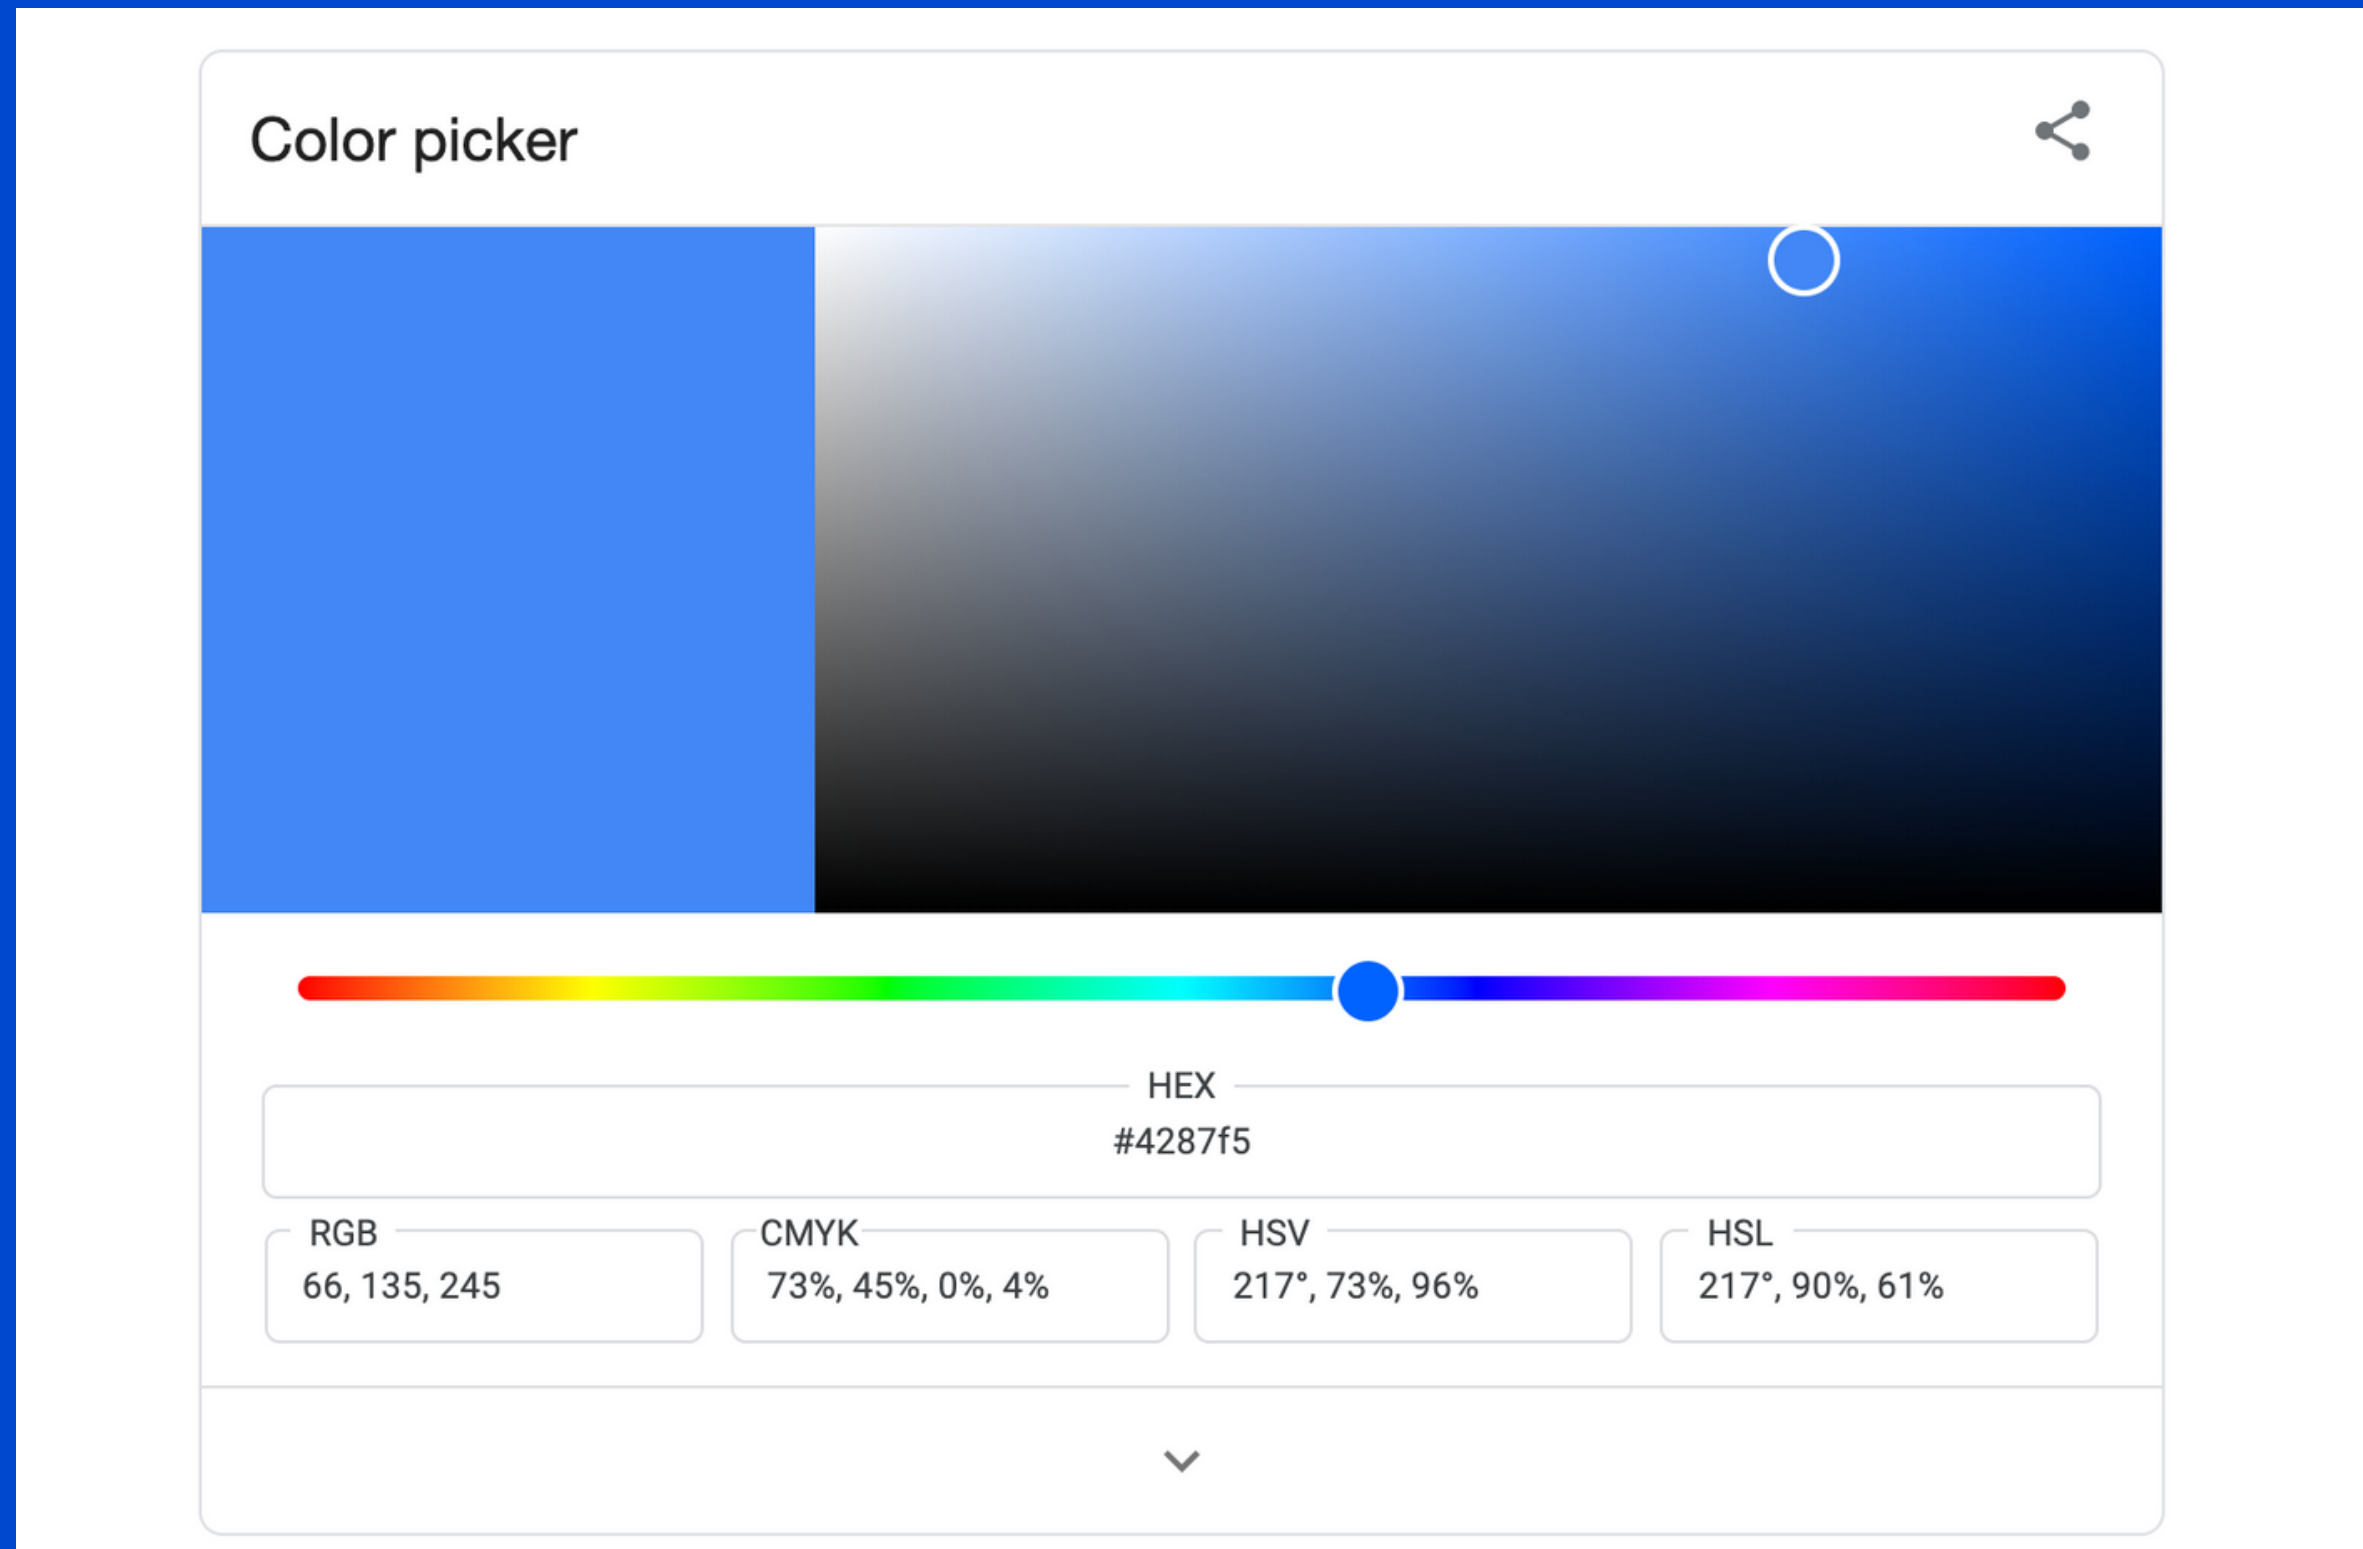 Color picker
HEX
#4287f5
RGB
66, 135, 245
CMYK
73%, 45%, 0%, 4%
HSV
217°, 73%, 96%
HSL
217°, 90%, 61%